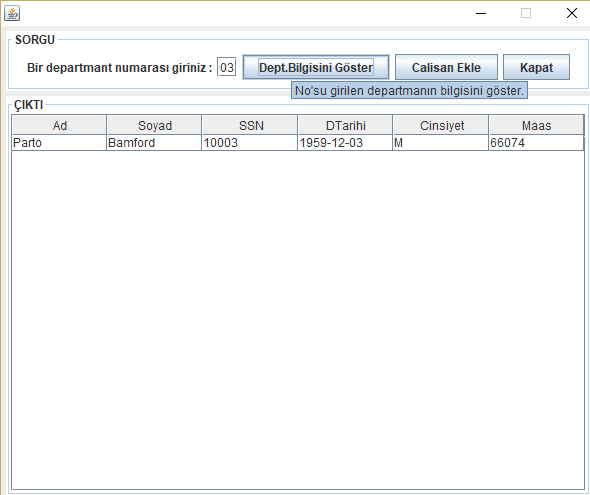 SORGU
Bir departmant numarası giriniz : 03 Dept.Bilgisini Göster Calisan Ekle Kapat
No'su girilen departmanın bilgisini göster.
ÇIKTI
Ad Soyad SSN DTarihi Cinsiyet Maas
Parto Bamford 10003 1959-12-03 M 66074